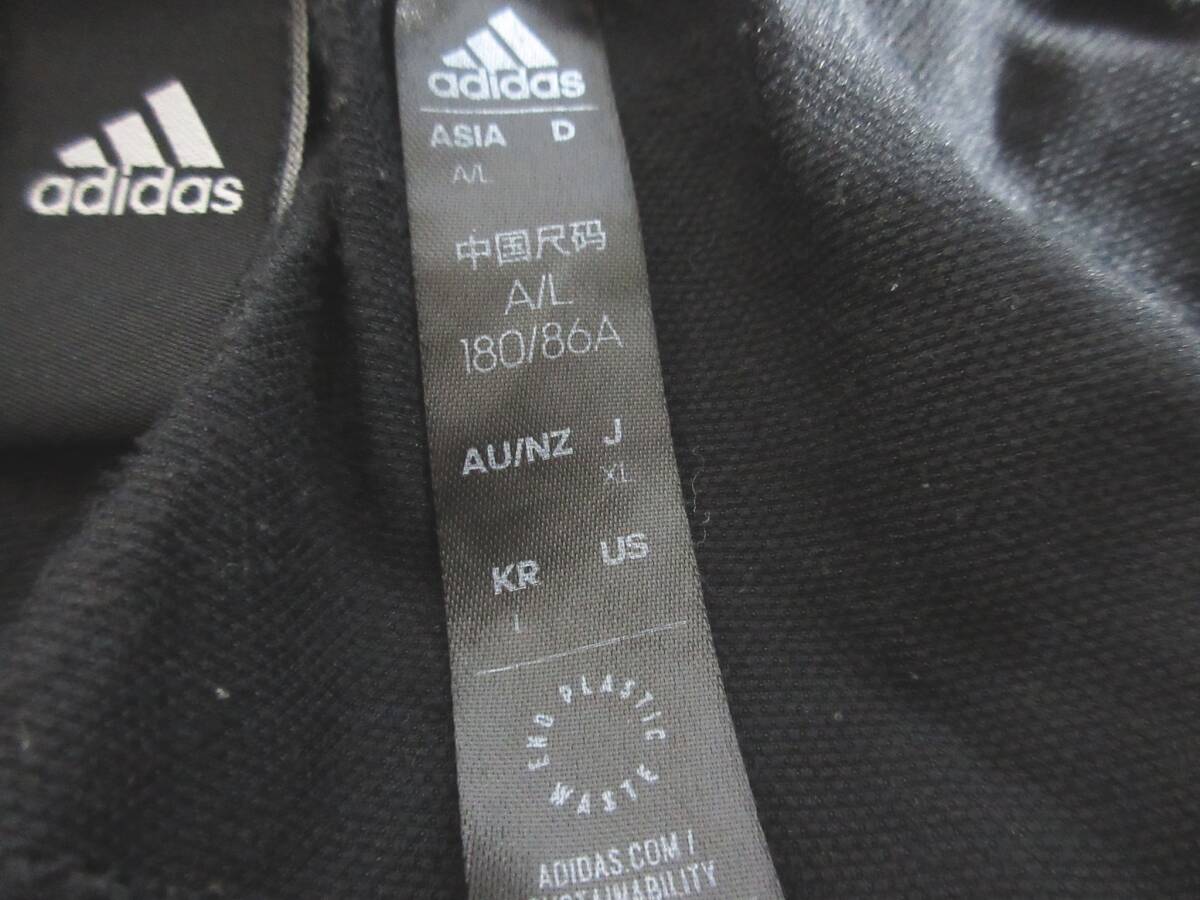 adidas
adidas
ASIA D
A/L
中国尺码
A/L
180/86A
AU/NZ J
XL
KR US
END PLASTIC WASTE
ADIDAS.COM/
SUSTAINABILITY